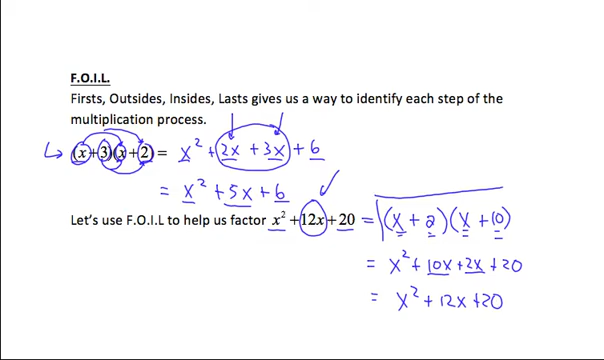 F.O.I.L.
Firsts, Outsides, Insides, Lasts gives us a way to identify each step of the
multiplication process.
(x+3)(x+2) = x² + 2x + 3x + 6
= x² + 5x + 6
Let's use F.O.I.L to help us factor x² + 12x + 20 = (x + 2)(x + 10)
= x² + 10x + 2x + 20
= x² + 12x + 20